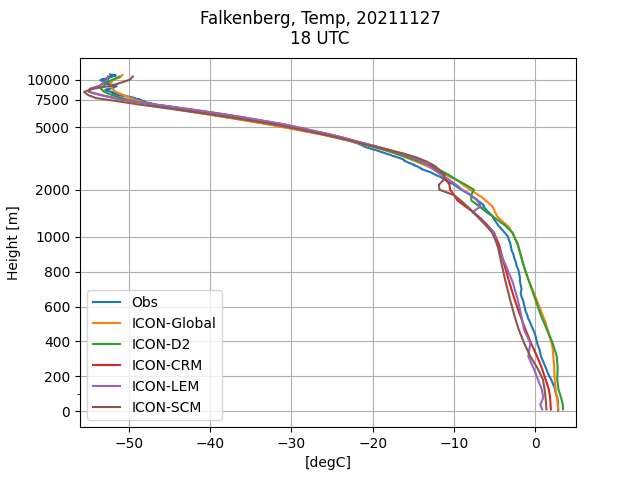 Falkenberg, Temp, 20211127
18 UTC
10000
7500
5000
2000
1000
800
600
400
200
0
Height [m]
Obs
ICON-Global
ICON-D2
ICON-CRM
ICON-LEM
ICON-SCM
−50
−40
−30
−20
−10
0
[degC]